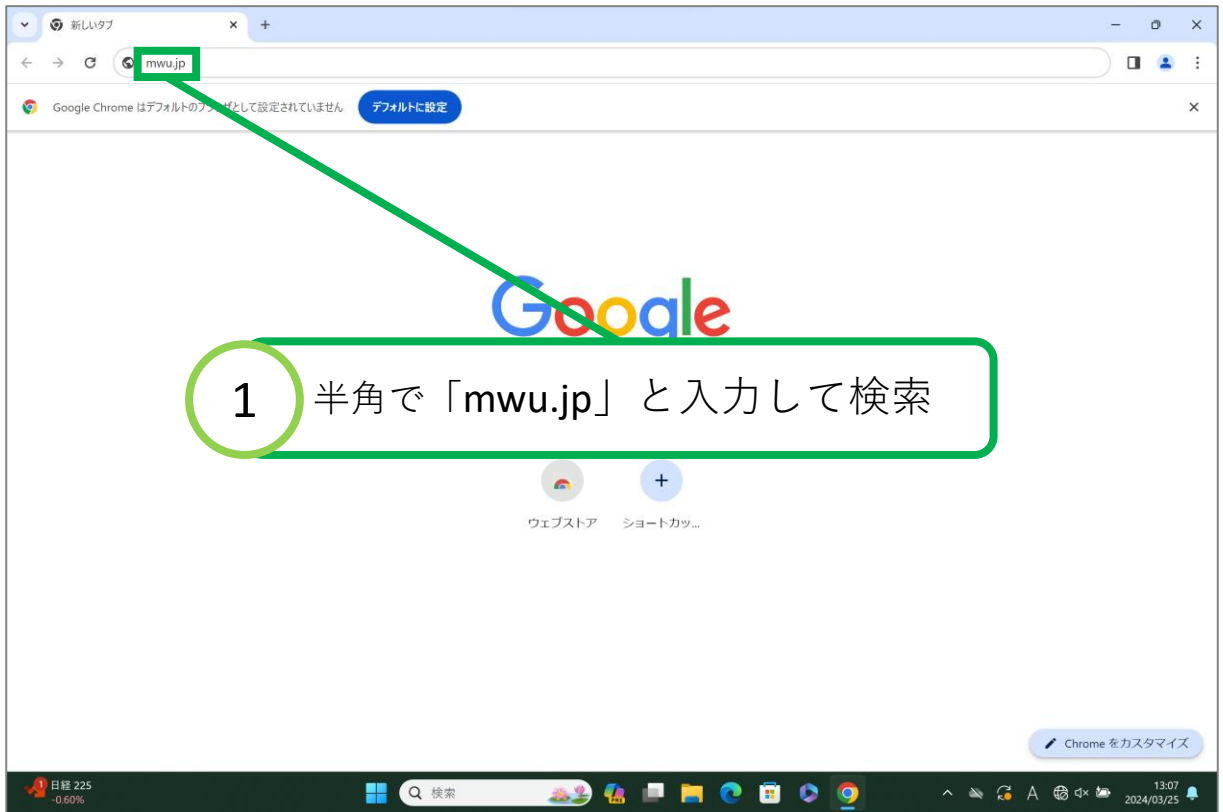 新しいタブ
mwu.jp
Google Chrome はデフォルトのブラウザとして設定されていません
デフォルトに設定
Google
1
半角で「mwu.jp」と入力して検索
ウェブストア
ショートカッ...
Chrome をカスタマイズ
1
日経 225
-0.60%
検索
A
13:07
2024/03/25